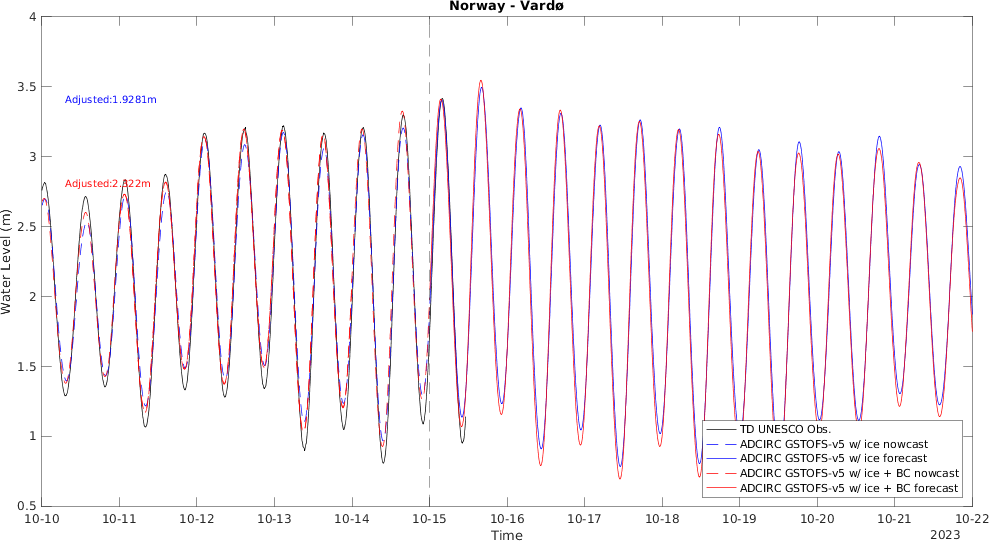 Norway - Vardø
4
3.5
3
2.5
2
1.5
1
0.5
Water Level (m)
Adjusted:1.9281m
TD UNESCO Obs.
ADCIRC GSTOFS-v5 w/ ice nowcast
ADCIRC GSTOFS-v5 w/ ice forecast
ADCIRC GSTOFS-v5 w/ ice + BC nowcast
ADCIRC GSTOFS-v5 w/ ice + BC forecast
10-10 10-11 10-12 10-13 10-14 10-15 10-16 10-17 10-18 10-19 10-20 10-21 10-22
Time
2023